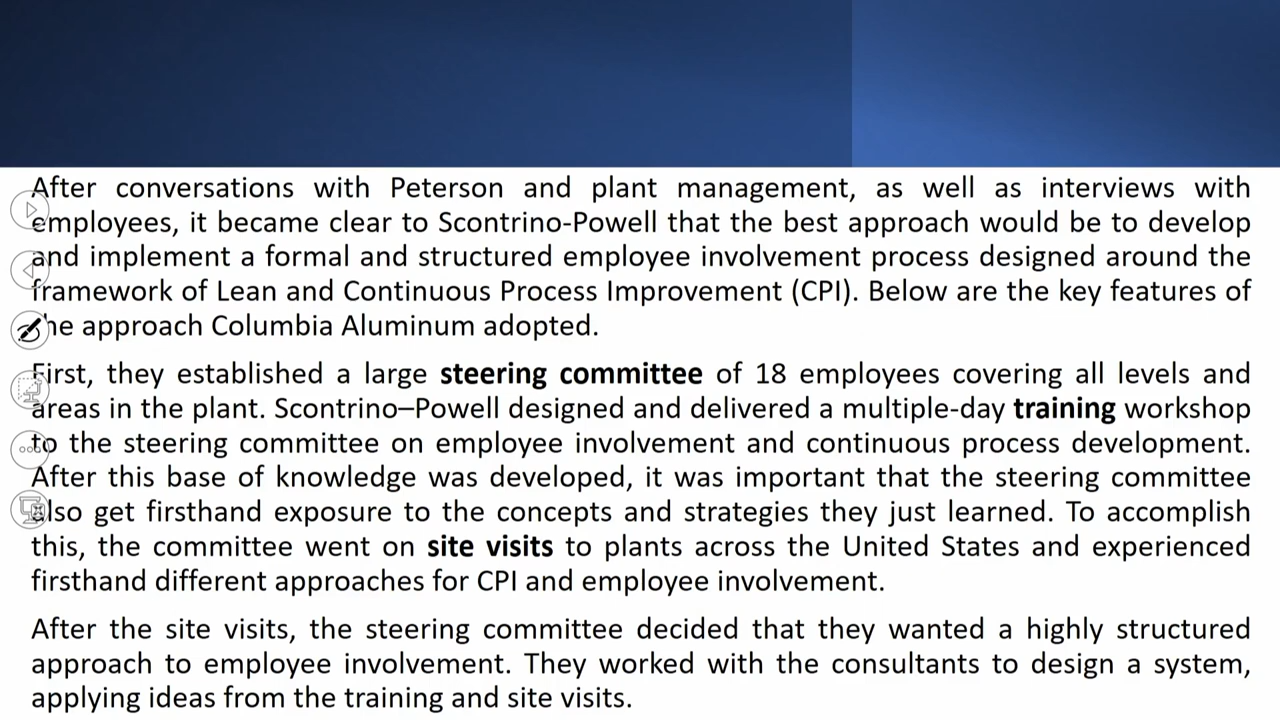 After conversations with Peterson and plant management, as well as interviews with
employees, it became clear to Scontrino-Powell that the best approach would be to develop
and implement a formal and structured employee involvement process designed around the
framework of Lean and Continuous Process Improvement (CPI). Below are the key features of
the approach Columbia Aluminum adopted.
First, they established a large steering committee of 18 employees covering all levels and
areas in the plant. Scontrino–Powell designed and delivered a multiple-day training workshop
to the steering committee on employee involvement and continuous process development.
After this base of knowledge was developed, it was important that the steering committee
also get firsthand exposure to the concepts and strategies they just learned. To accomplish
this, the committee went on site visits to plants across the United States and experienced
firsthand different approaches for CPI and employee involvement.
After the site visits, the steering committee decided that they wanted a highly structured
approach to employee involvement. They worked with the consultants to design a system,
applying ideas from the training and site visits.